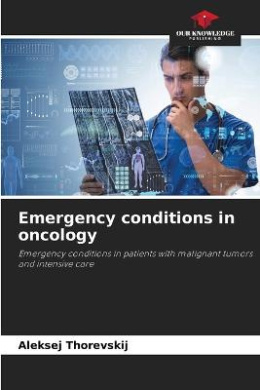 OUR KNOWLEDGE
PUBLISHING
Emergency conditions in
oncology
Emergency conditions in patients with malignant tumors
and intensive care
Aleksej Thorevskij